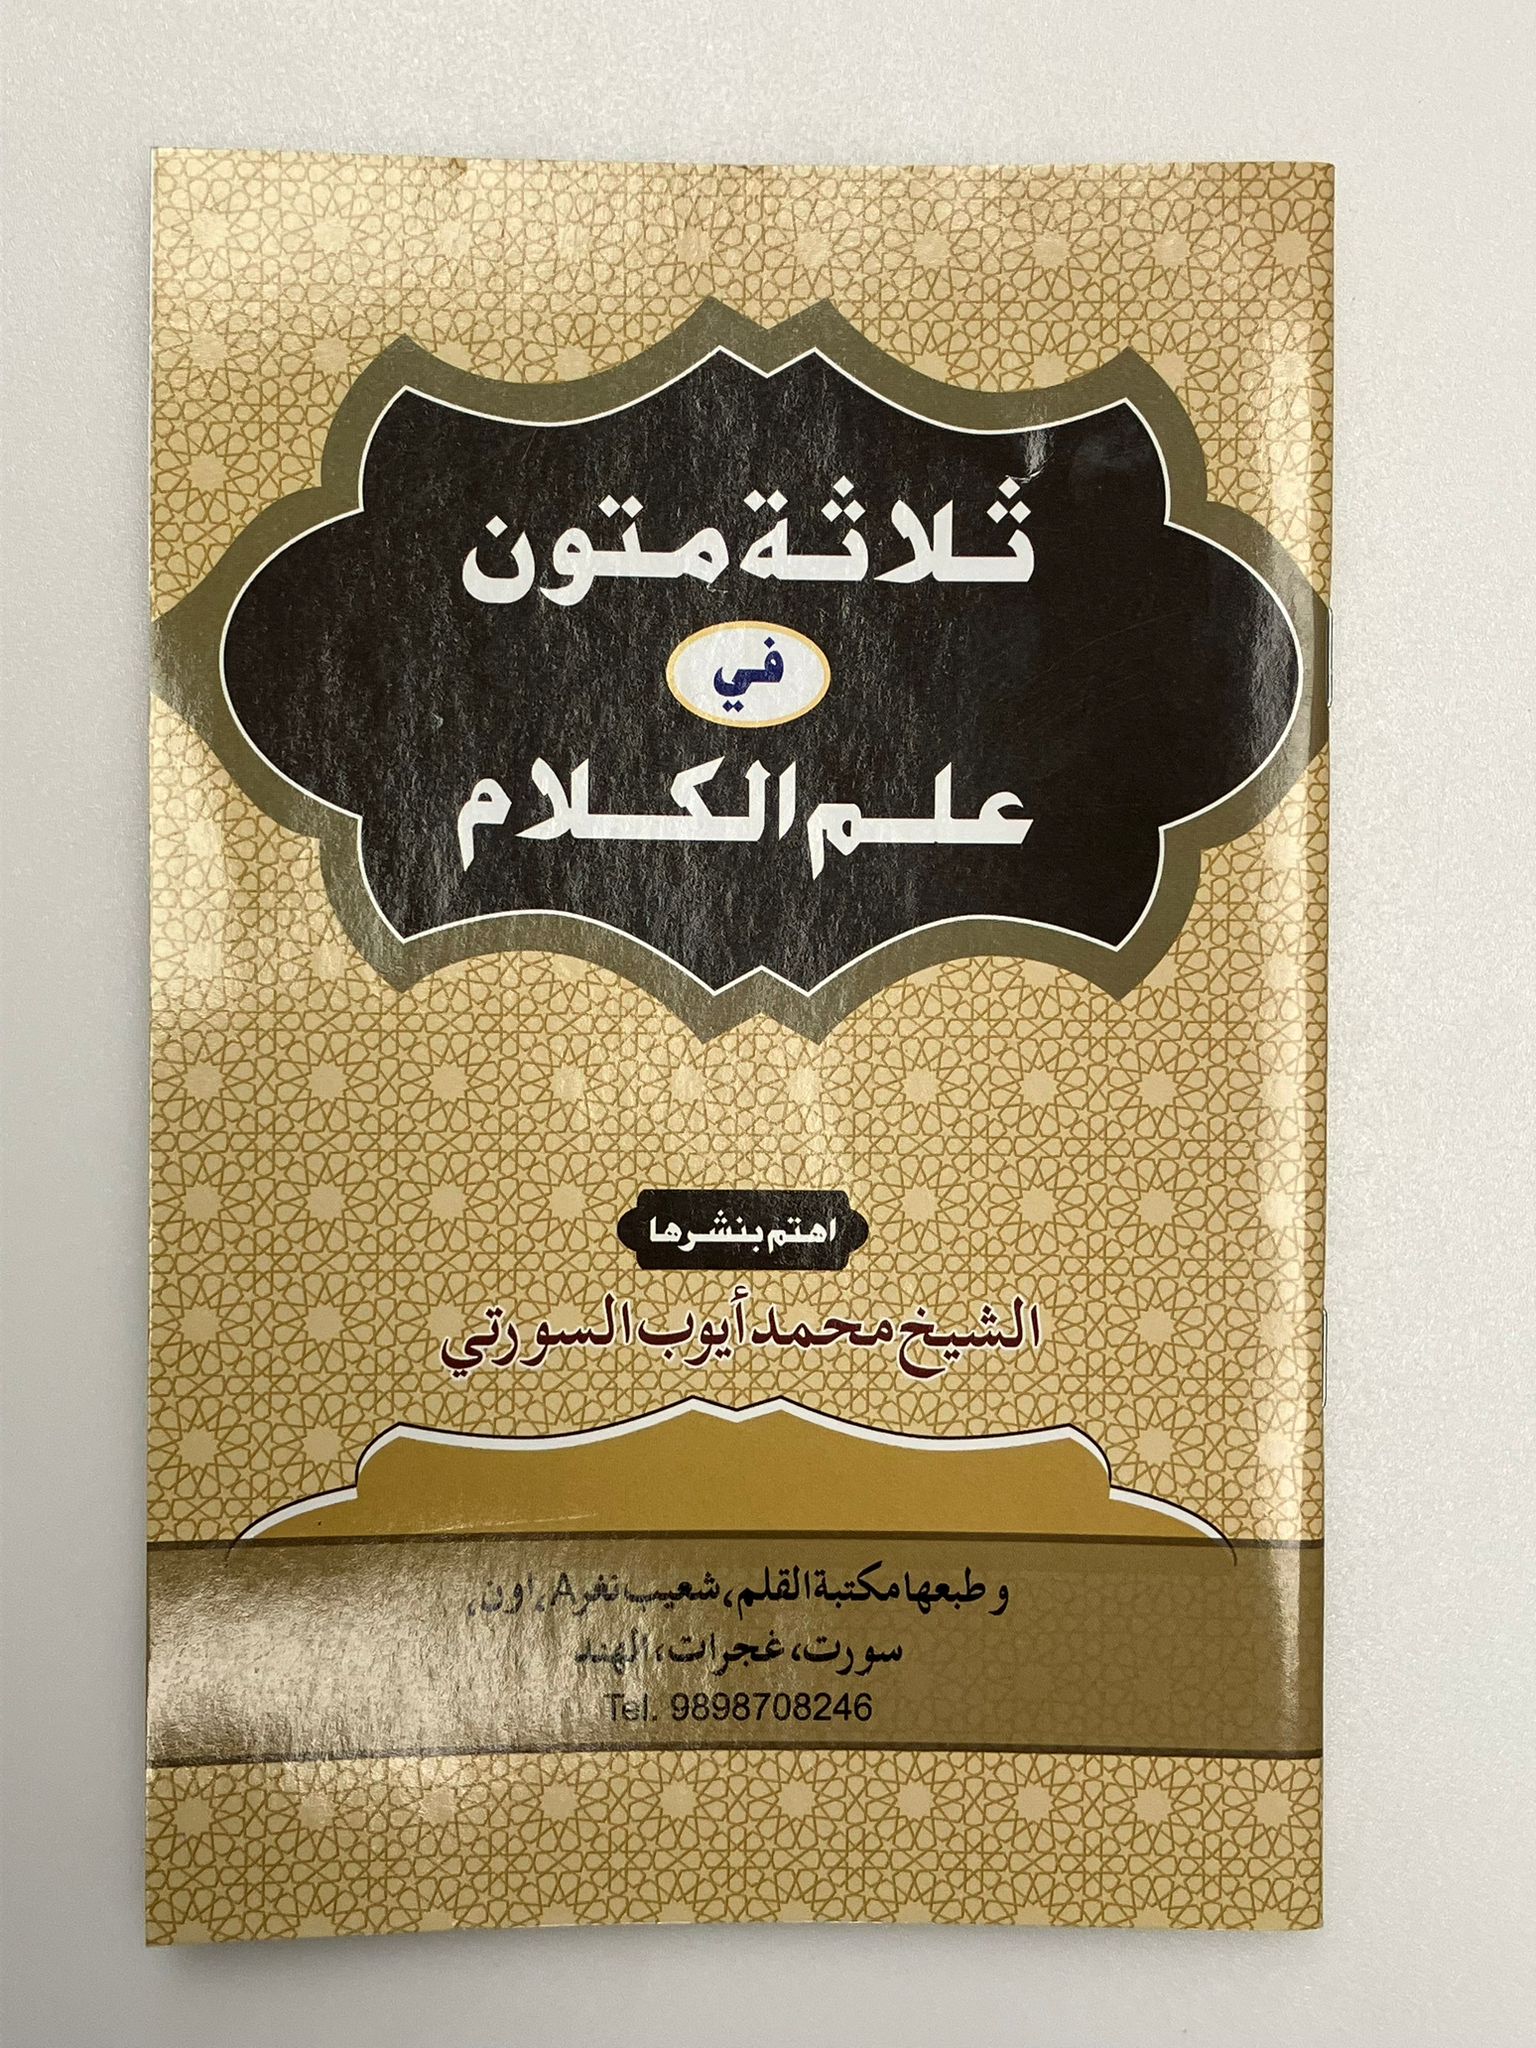 ثلاثة متون
في
علم الكلام
اهتم بنشرها
الشيخ محمد أيوب السورتي
و طبعها مكتبة القلم، شعيب نغر A، اون،
سورت، غجرات، الهند
Tel. 9898708246